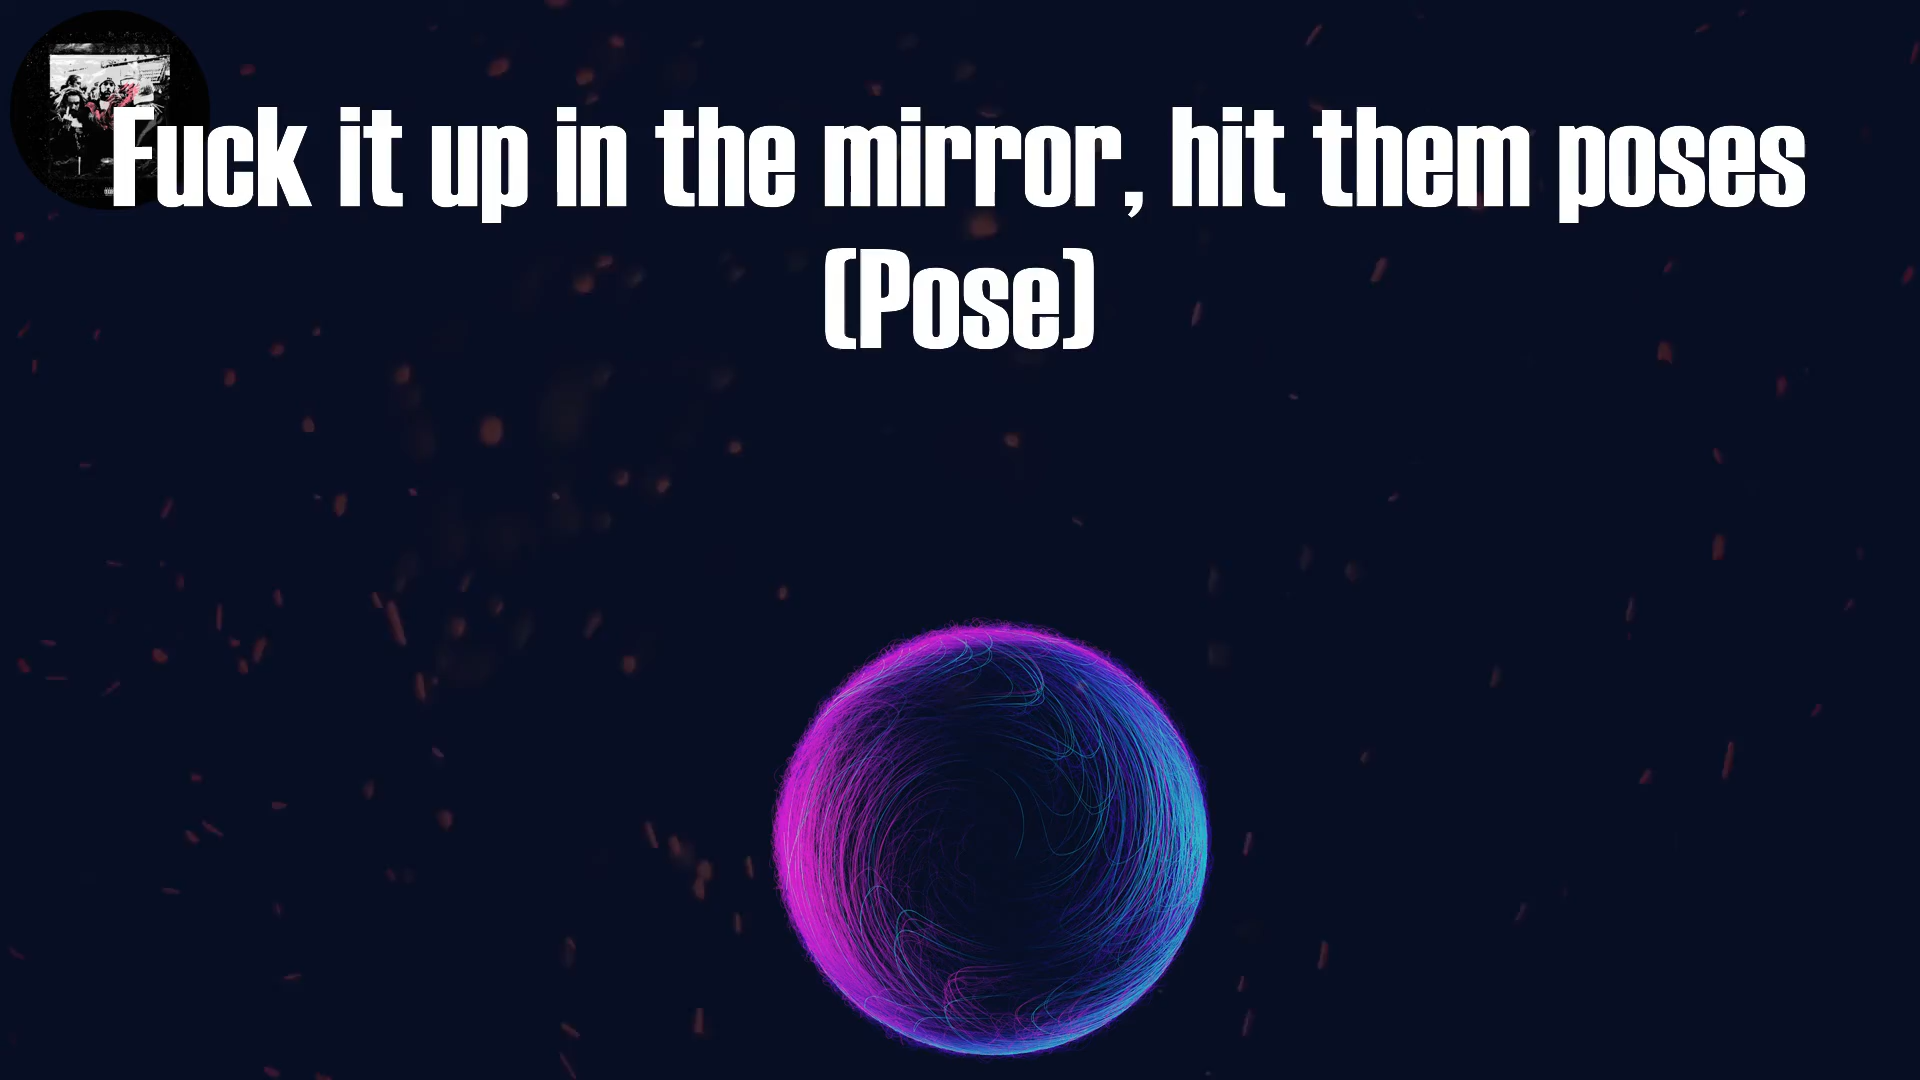 Fuck it up in the mirror, hit them poses
(Pose)